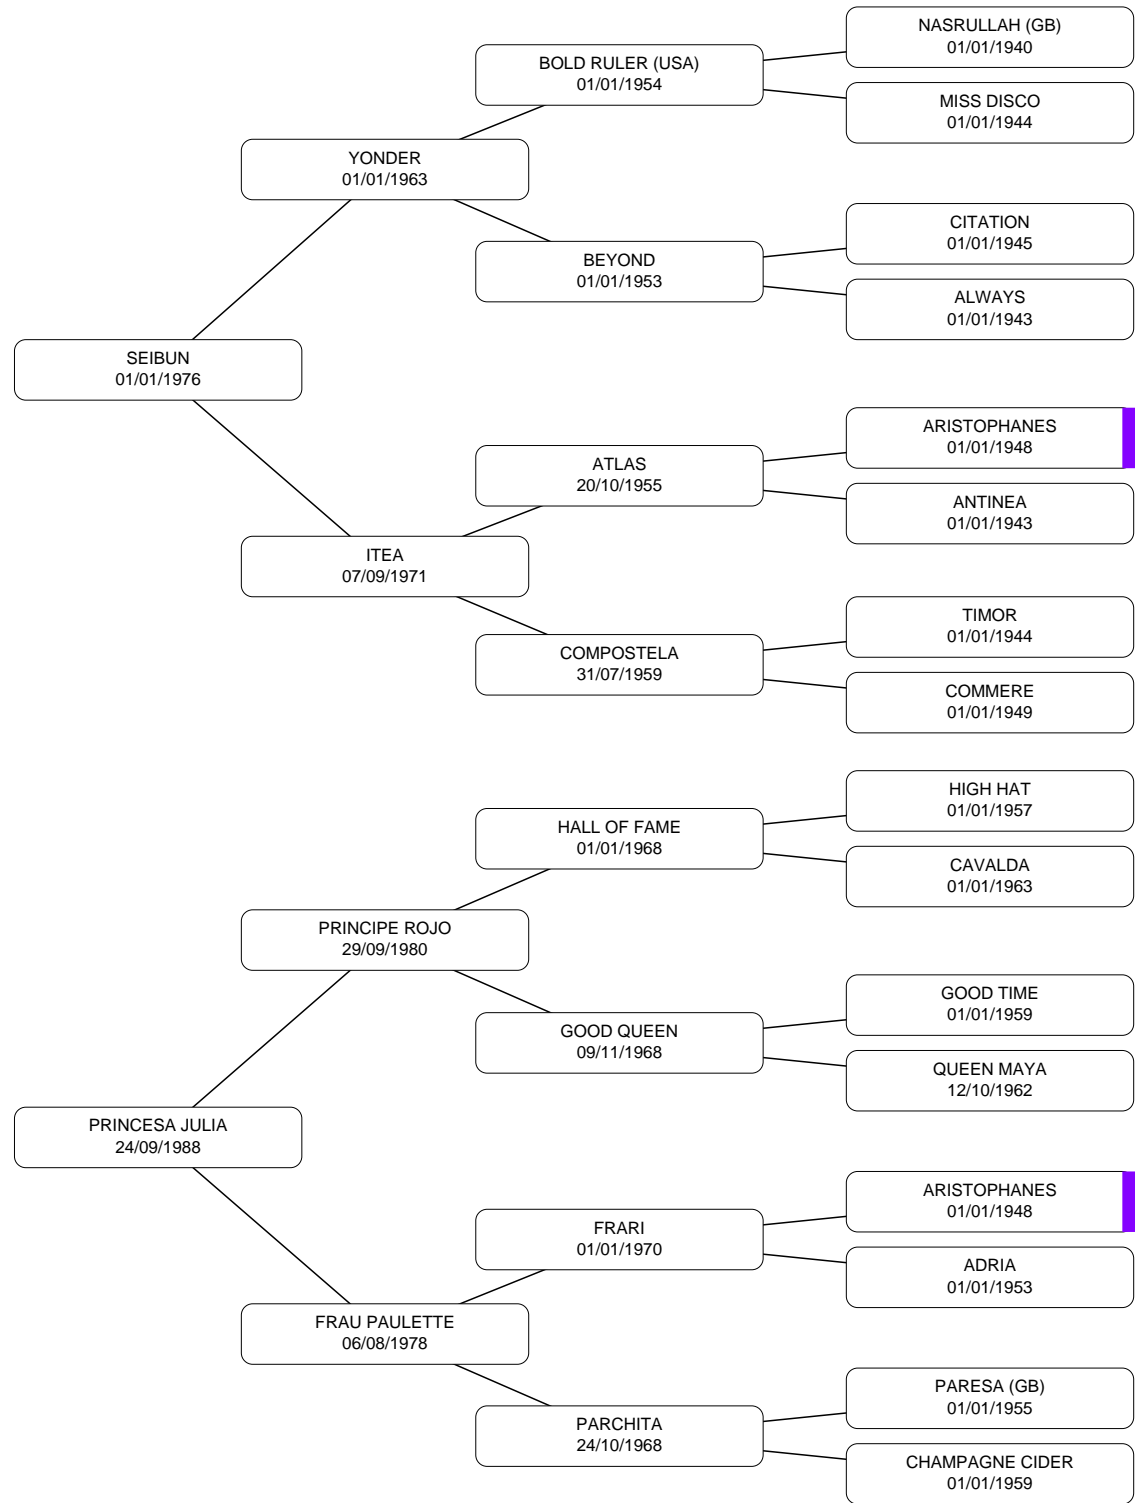 NASRULLAH (GB)
01/01/1940
BOLD RULER (USA)
01/01/1954
MISS DISCO
01/01/1944
YONDER
01/01/1963
CITATION
01/01/1945
BEYOND
01/01/1953
ALWAYS
01/01/1943
SEIBUN
01/01/1976
ARISTOPHANES
01/01/1948
ATLAS
20/10/1955
ANTINEA
01/01/1943
ITEA
07/09/1971
TIMOR
01/01/1944
COMPOSTELA
31/07/1959
COMMERE
01/01/1949
HIGH HAT
01/01/1957
HALL OF FAME
01/01/1968
CAVALDA
01/01/1963
PRINCIPE ROJO
29/09/1980
GOOD TIME
01/01/1959
GOOD QUEEN
09/11/1968
QUEEN MAYA
12/10/1962
PRINCESA JULIA
24/09/1988
ARISTOPHANES
01/01/1948
FRARI
01/01/1970
ADRIA
01/01/1953
FRAU PAULETTE
06/08/1978
PARESA (GB)
01/01/1955
PARCHITA
24/10/1968
CHAMPAGNE CIDER
01/01/1959